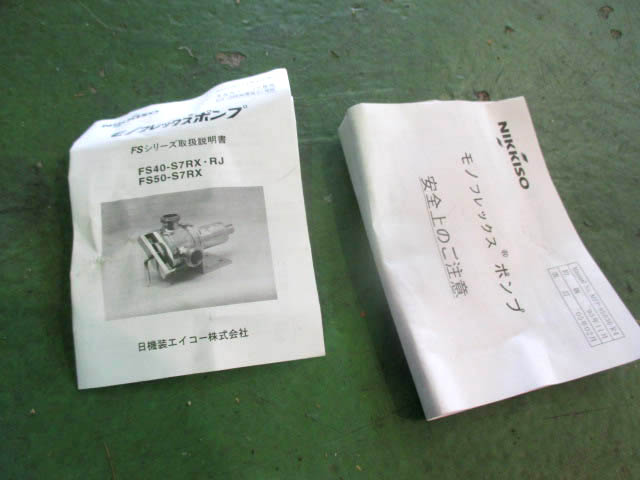 NIKKISO
モノフレックスポンプ
FSシリーズ取扱説明書
FS40-S7RX・RJ
FS50-S7RX
日機装エイコー株式会社
NIKKISO
モノフレックス®ポンプ
安全上のご注意